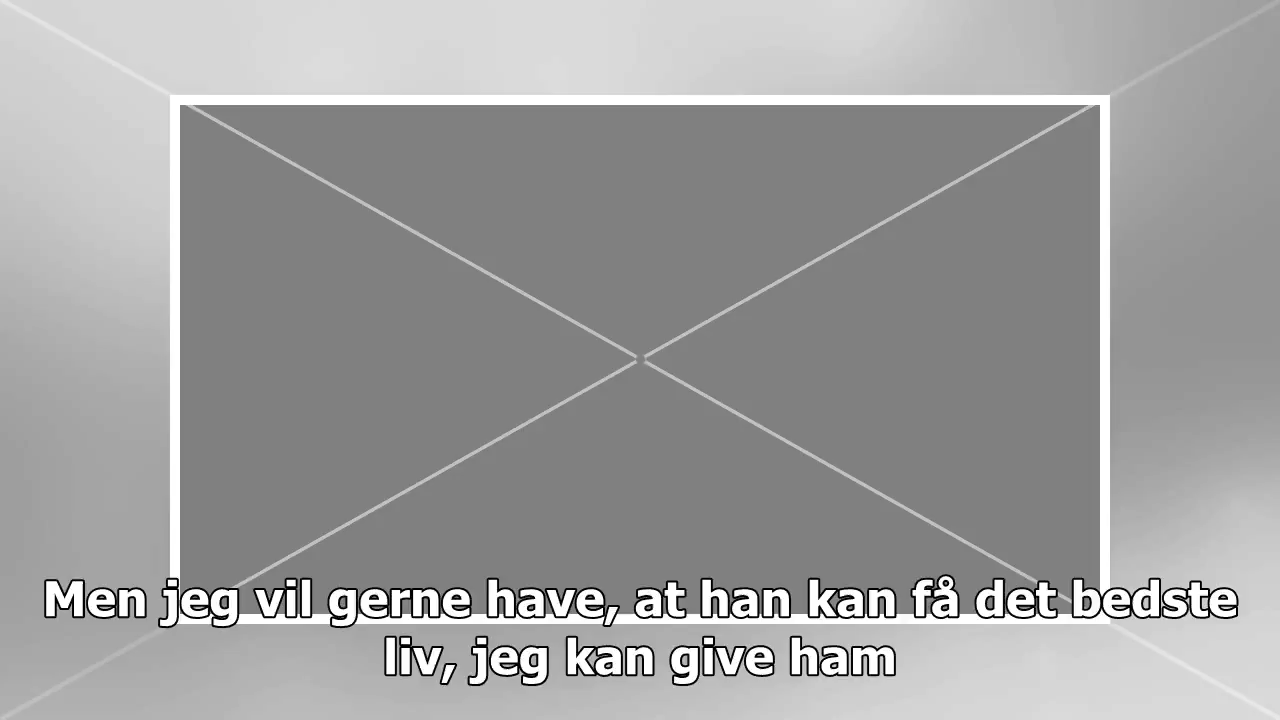 Men jeg vil gerne have, at han kan få det bedste
liv, jeg kan give ham